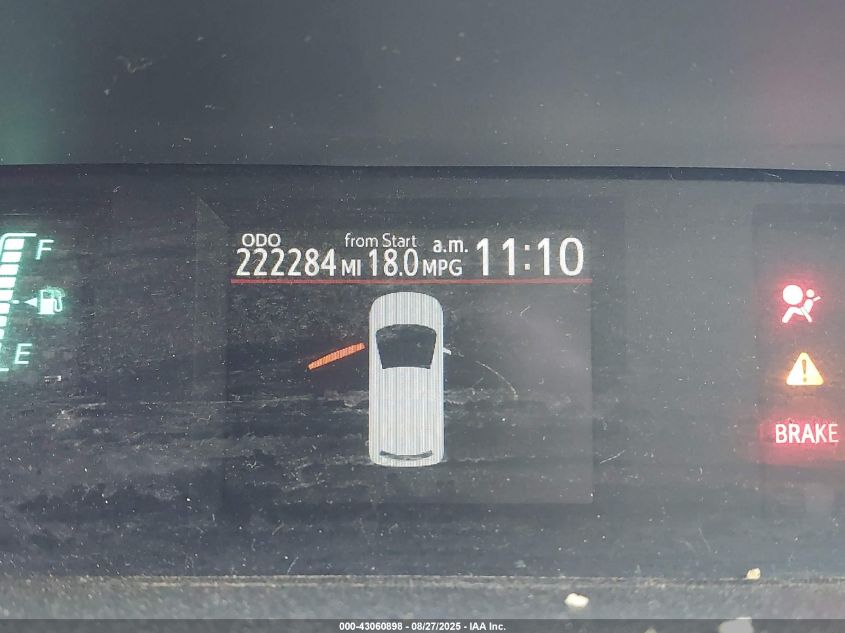 F
E
ODO from Start a.m. 11:10
222284 MI 18.0 MPG
BRAKE
000-43060898 - 08/27/2025 - IAA Inc.